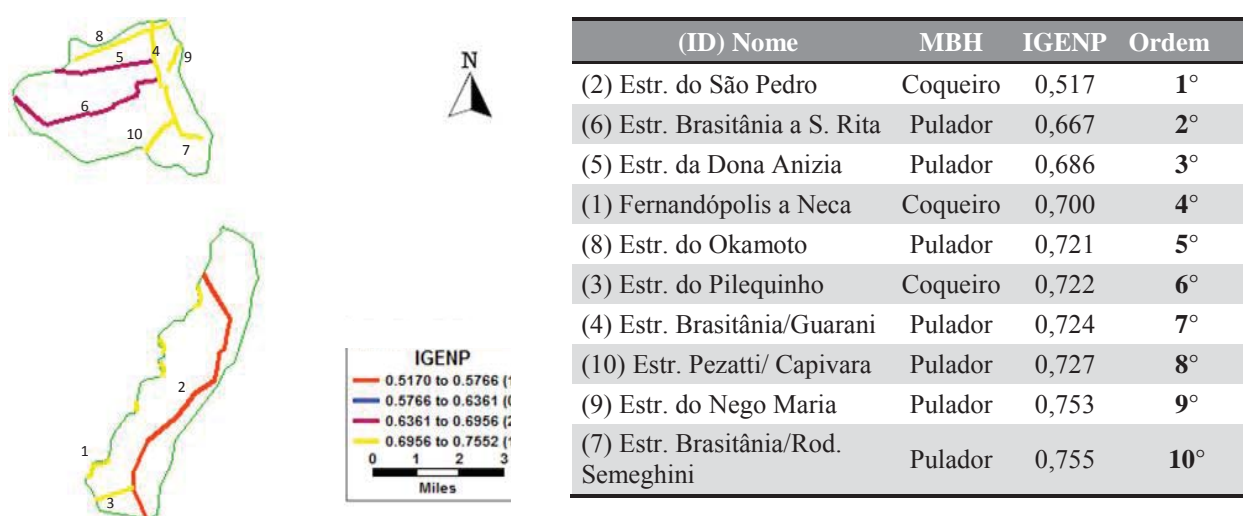 8
4
5
9
6
10
7
N
2
1
3
IGENP
0.5170 to 0.5766 (1
0.5766 to 0.6361 (0
0.6361 to 0.6956 (2
0.6956 to 0.7552 (1
0 1 2 3
Miles
(ID) Nome MBH IGENP Ordem
(2) Estr. do São Pedro Coqueiro 0,517 1°
(6) Estr. Brasitânia a S. Rita Pulador 0,667 2°
(5) Estr. da Dona Anizia Pulador 0,686 3°
(1) Fernandópolis a Neca Coqueiro 0,700 4°
(8) Estr. do Okamoto Pulador 0,721 5°
(3) Estr. do Pilequinho Coqueiro 0,722 6°
(4) Estr. Brasitânia/Guarani Pulador 0,724 7°
(10) Estr. Pezatti/ Capivara Pulador 0,727 8°
(9) Estr. do Nego Maria Pulador 0,753 9°
(7) Estr. Brasitânia/Rod.
Semeghini Pulador 0,755 10°